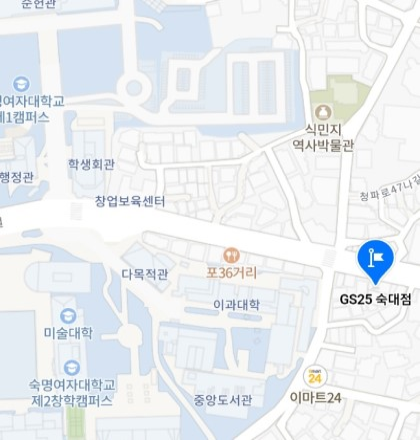 순헌관
명여자대학교
제1캠퍼스
식민지
역사박물관
학생회관
행정관
청파로47나길
창업보육센터
다목적관
포36거리
GS25 숙대점
이과대학
미술대학
숙명여자대학교
제2창학캠퍼스
중앙도서관
24
이마트24